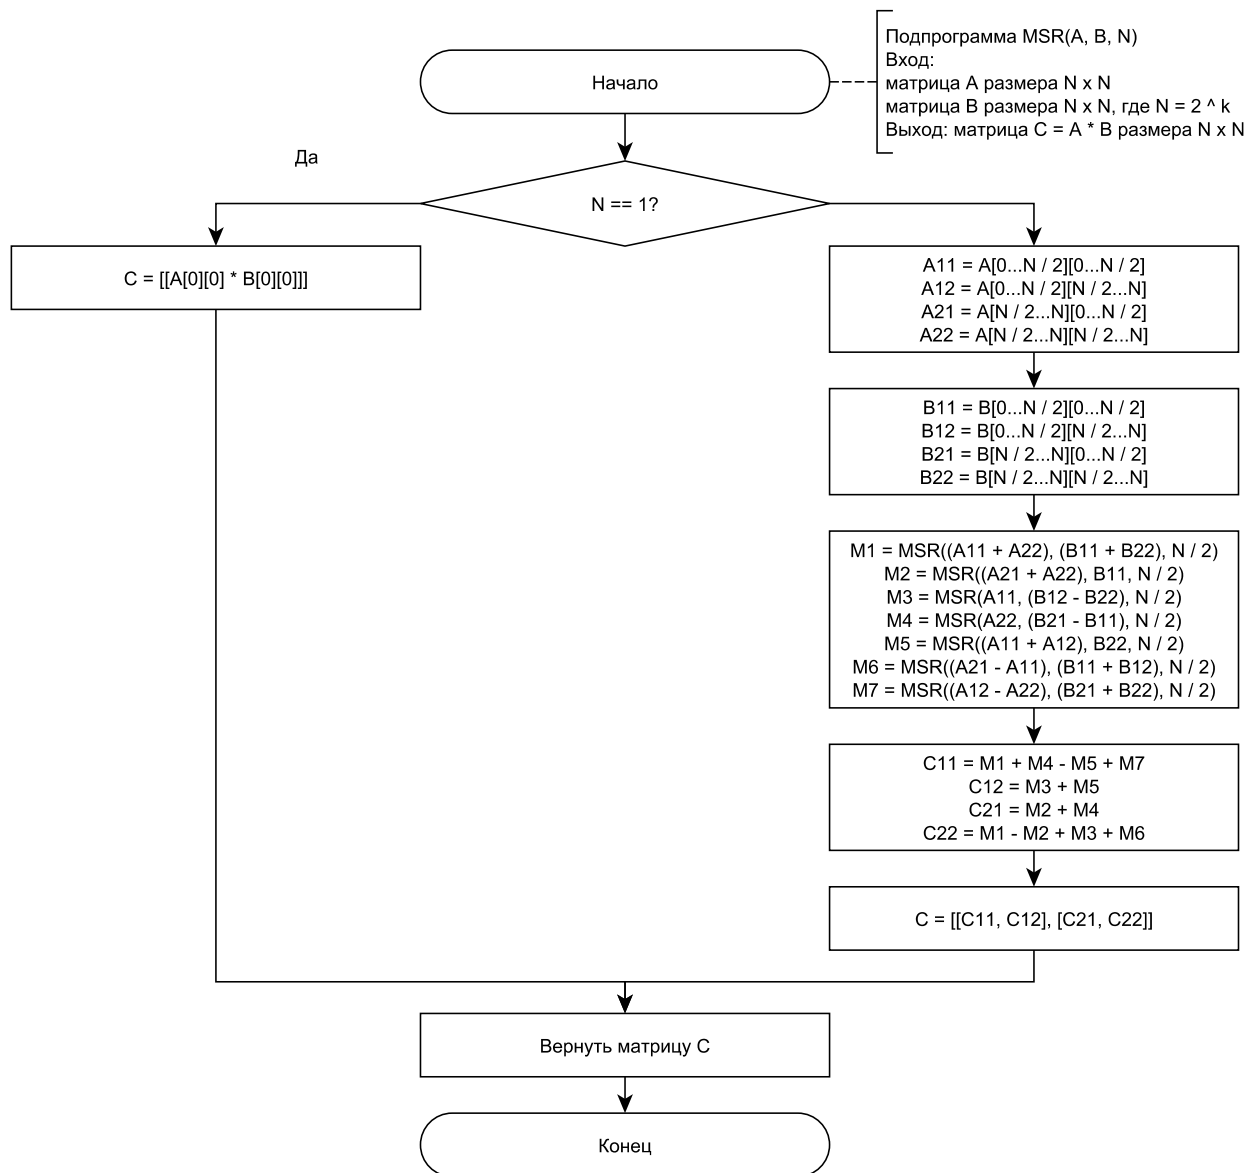 Подпрограмма MSR(A, B, N)
Вход:
матрица A размера N x N
матрица B размера N x N, где N = 2 ^ k
Выход: матрица C = A * B размера N x N
Начало
Да
N == 1?
C = [[A[0][0] * B[0][0]]]
A11 = A[0...N / 2][0...N / 2]
A12 = A[0...N / 2][N / 2...N]
A21 = A[N / 2...N][0...N / 2]
A22 = A[N / 2...N][N / 2...N]
B11 = B[0...N / 2][0...N / 2]
B12 = B[0...N / 2][N / 2...N]
B21 = B[N / 2...N][0...N / 2]
B22 = B[N / 2...N][N / 2...N]
M1 = MSR((A11 + A22), (B11 + B22), N / 2)
M2 = MSR((A21 + A22), B11, N / 2)
M3 = MSR(A11, (B12 - B22), N / 2)
M4 = MSR(A22, (B21 - B11), N / 2)
M5 = MSR((A11 + A12), B22, N / 2)
M6 = MSR((A21 - A11), (B11 + B12), N / 2)
M7 = MSR((A12 - A22), (B21 + B22), N / 2)
C11 = M1 + M4 - M5 + M7
C12 = M3 + M5
C21 = M2 + M4
C22 = M1 - M2 + M3 + M6
C = [[C11, C12], [C21, C22]]
Вернуть матрицу C
Конец